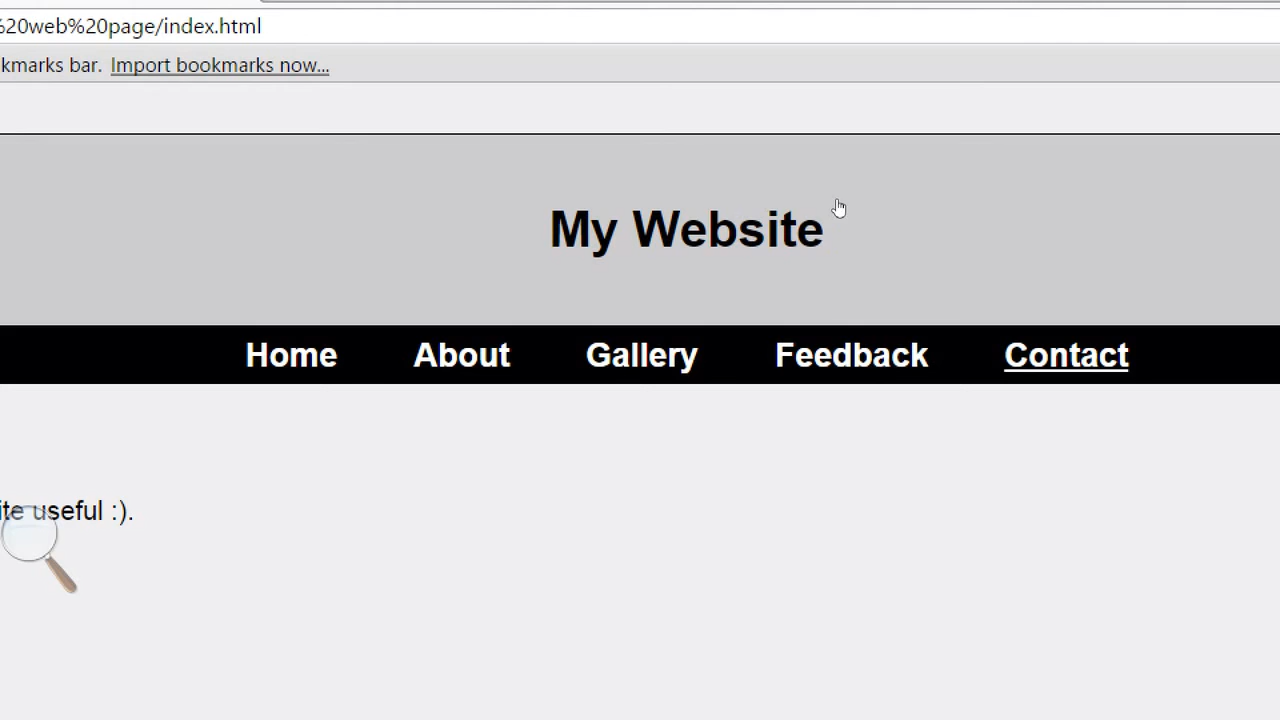 %20web%20page/index.html
kmarks bar. Import bookmarks now...
My Website
Home About Gallery Feedback Contact
ite useful :).